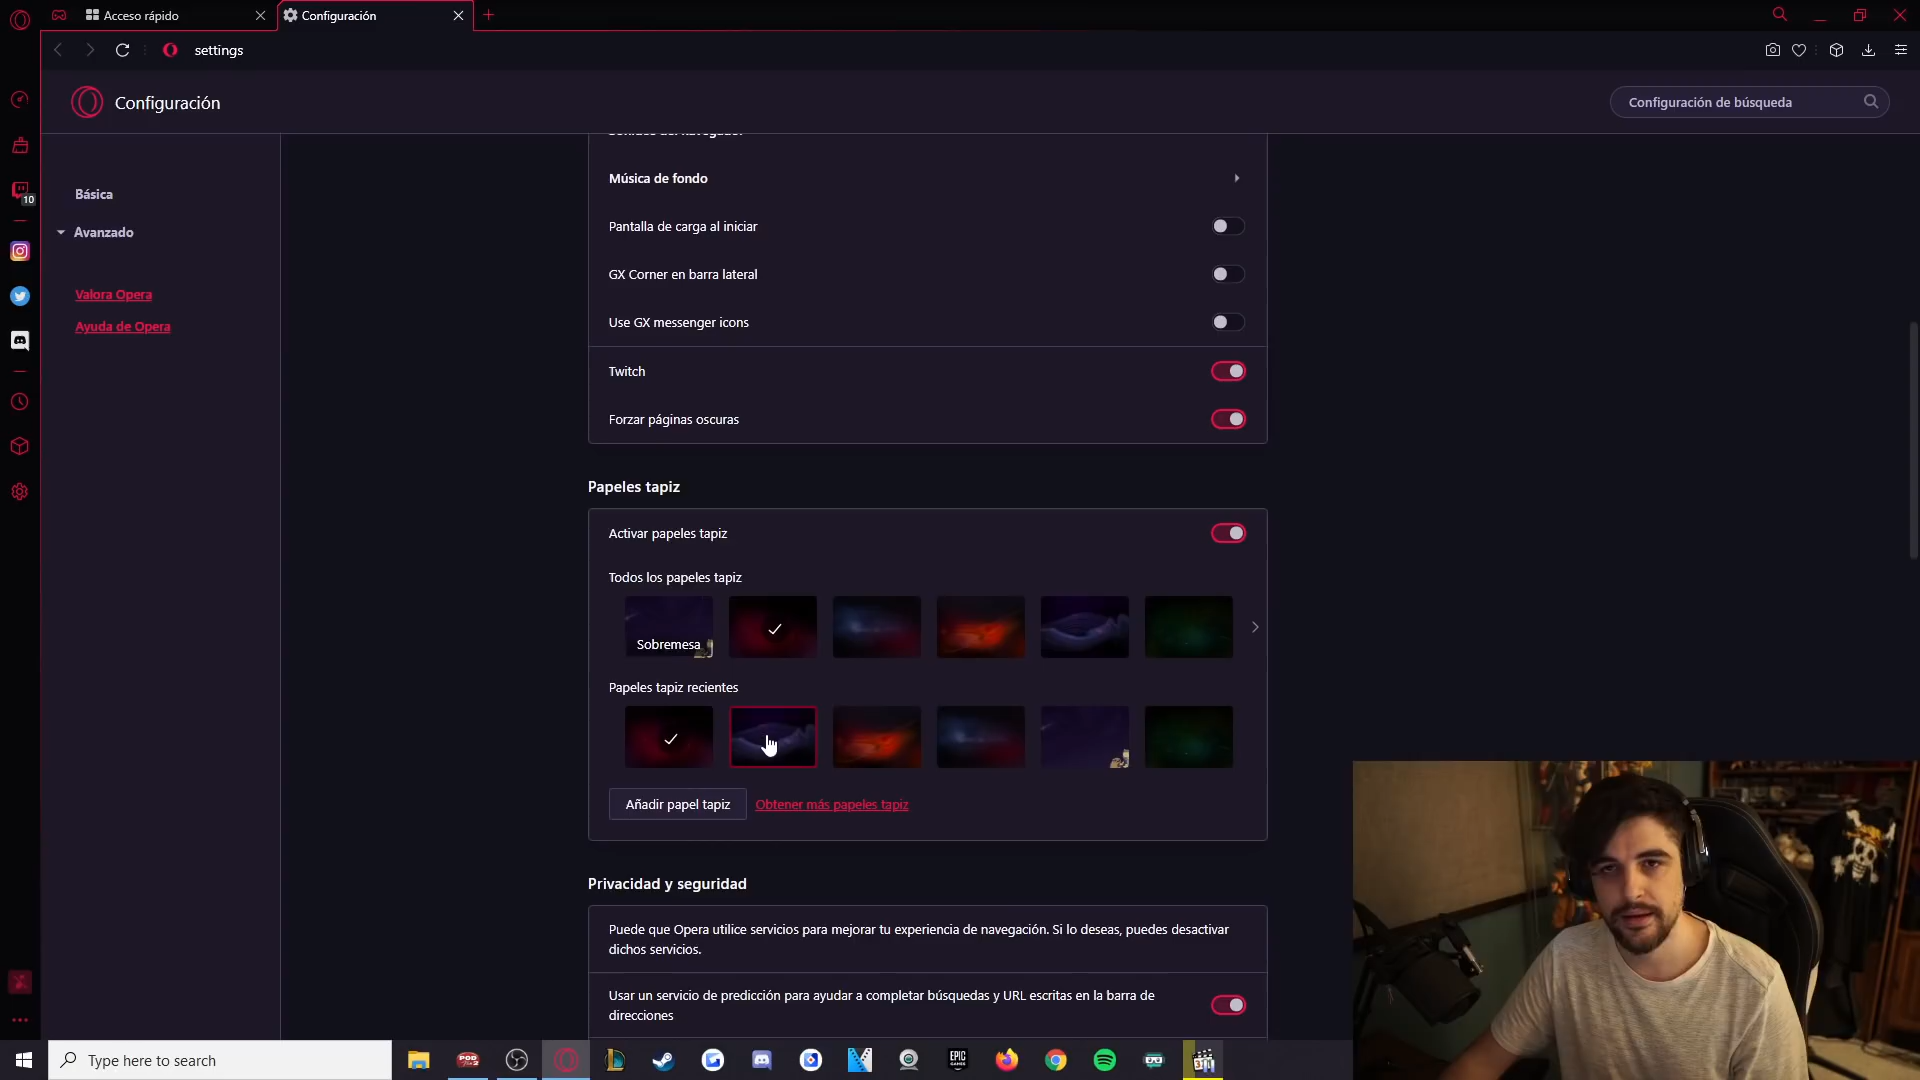 Acceso rápido
Configuración
settings
Configuración
Configuración de búsqueda
Básica
Avanzado
Valora Opera
Ayuda de Opera
10
Música de fondo
Pantalla de carga al iniciar
GX Corner en barra lateral
Use GX messenger icons
Twitch
Forzar páginas oscuras
Papeles tapiz
Activar papeles tapiz
Todos los papeles tapiz
Sobremesa
Papeles tapiz recientes
Añadir papel tapiz
Obtener más papeles tapiz
Privacidad y seguridad
Puede que Opera utilice servicios para mejorar tu experiencia de navegación. Si lo deseas, puedes desactivar
dichos servicios.
Usar un servicio de predicción para ayudar a completar búsquedas y URL escritas en la barra de
direcciones
Type here to search
EPIC
GAMES